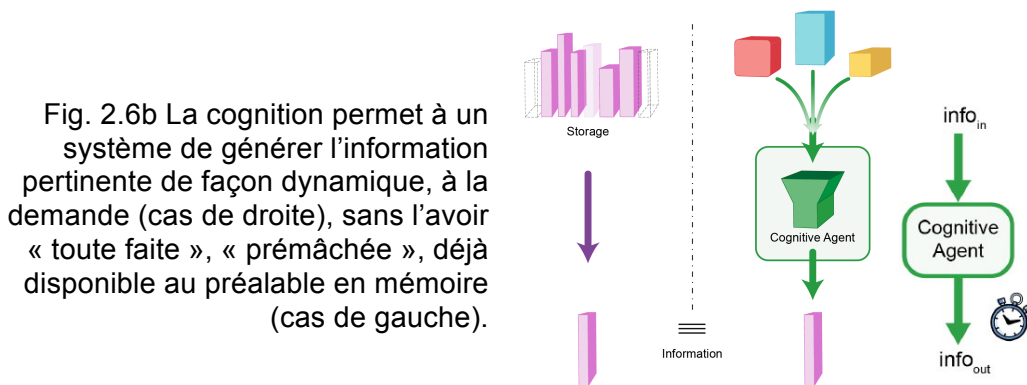 Fig. 2.6b La cognition permet à un
système de générer l’information
pertinente de façon dynamique, à la
demande (cas de droite), sans l’avoir
« toute faite », « prémâchée », déjà
disponible au préalable en mémoire
(cas de gauche).
Storage
Information
Cognitive Agent
info_in
Cognitive
Agent
info_out